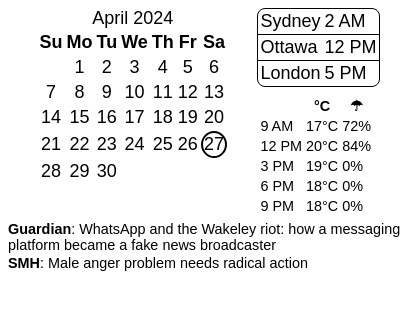 April 2024
Su Mo Tu We Th Fr Sa
1 2 3 4 5 6
7 8 9 10 11 12 13
14 15 16 17 18 19 20
21 22 23 24 25 26 27
28 29 30
Sydney 2 AM
Ottawa 12 PM
London 5 PM
°C ☂
9 AM 17°C 72%
12 PM 20°C 84%
3 PM 19°C 0%
6 PM 18°C 0%
9 PM 18°C 0%
Guardian: WhatsApp and the Wakeley riot: how a messaging
platform became a fake news broadcaster
SMH: Male anger problem needs radical action